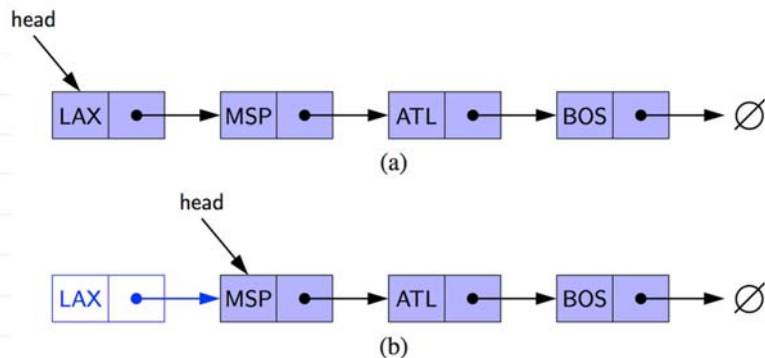 head
LAX MSP ATL BOS ∅
(a)
head
LAX MSP ATL BOS ∅
(b)